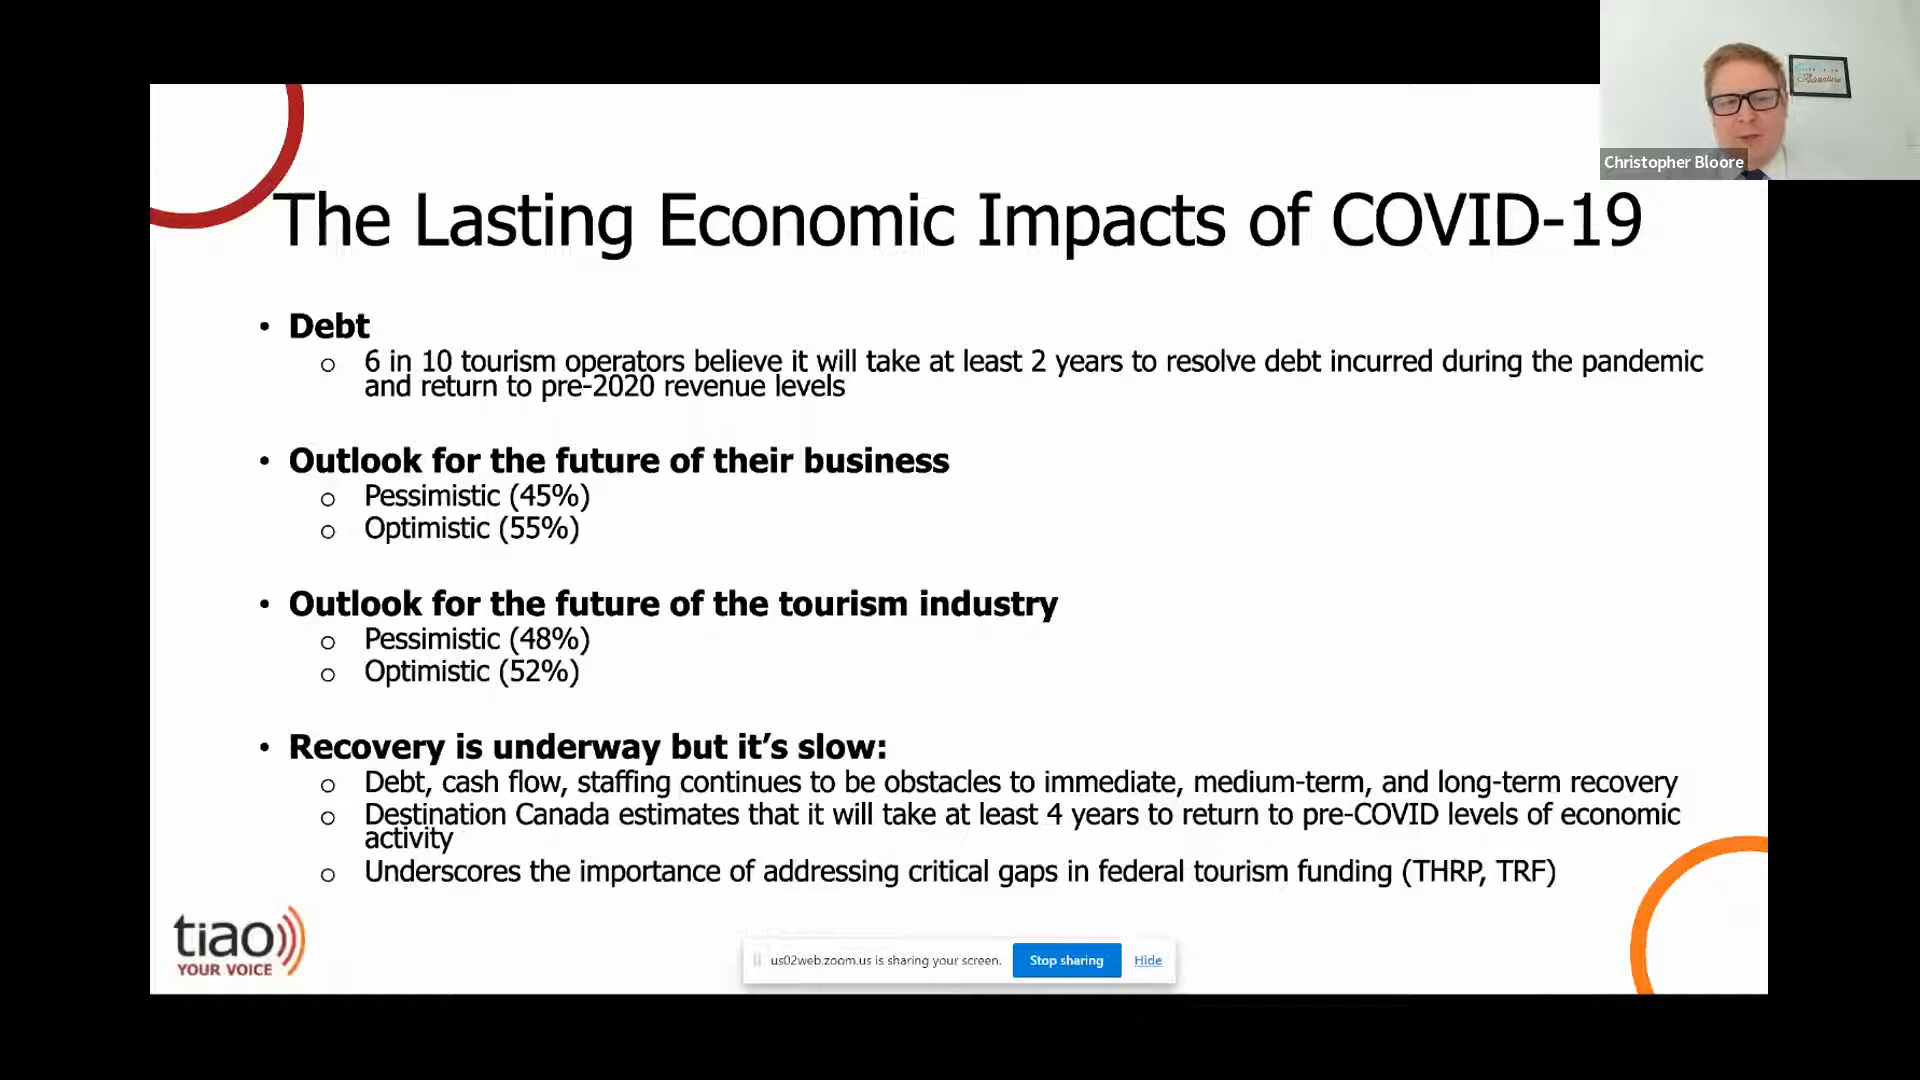 Adventure
Christopher Bloore
The Lasting Economic Impacts of COVID-19
• Debt
o 6 in 10 tourism operators believe it will take at least 2 years to resolve debt incurred during the pandemic
and return to pre-2020 revenue levels
• Outlook for the future of their business
o Pessimistic (45%)
o Optimistic (55%)
• Outlook for the future of the tourism industry
o Pessimistic (48%)
o Optimistic (52%)
• Recovery is underway but it’s slow:
o Debt, cash flow, staffing continues to be obstacles to immediate, medium-term, and long-term recovery
o Destination Canada estimates that it will take at least 4 years to return to pre-COVID levels of economic
activity
o Underscores the importance of addressing critical gaps in federal tourism funding (THRP, TRF)
tiao
YOUR VOICE
us02web.zoom.us is sharing your screen. Stop sharing Hide